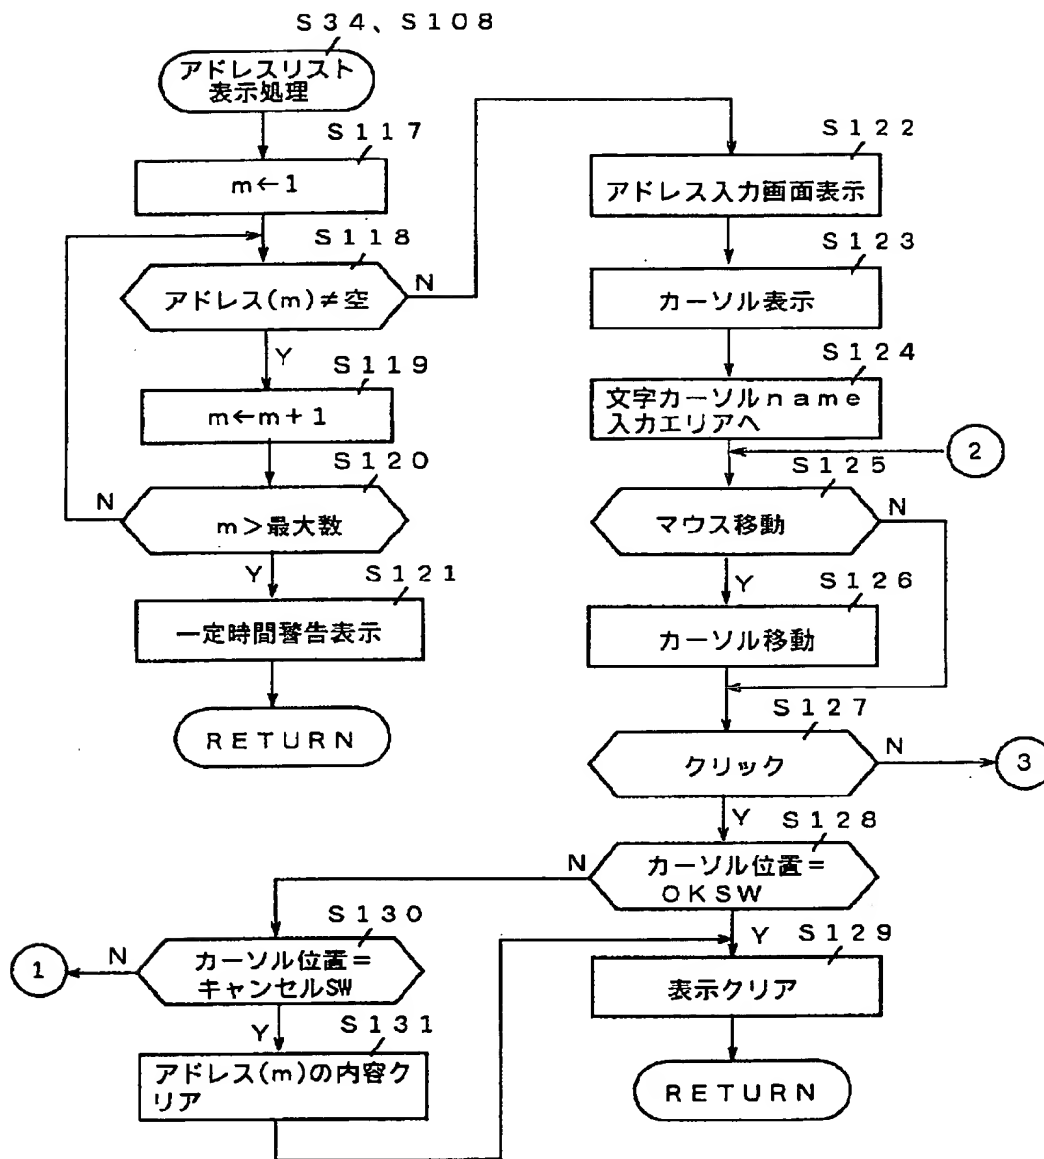 S34、S108
アドレスリスト
表示処理
S117
m←1
S118
アドレス(m)≠空
N
Y
S119
m←m+1
S120
N
m>最大数
Y
S121
一定時間警告表示
RETURN
S122
アドレス入力画面表示
S123
カーソル表示
S124
文字カーソルname
入力エリアへ
2
S125
マウス移動
N
Y
S126
カーソル移動
S127
クリック
N
3
Y
S128
N
カーソル位置=
OKSW
Y
S129
表示クリア
RETURN
S130
1
N
カーソル位置=
キャンセルSW
Y
S131
アドレス(m)の内容ク
リア